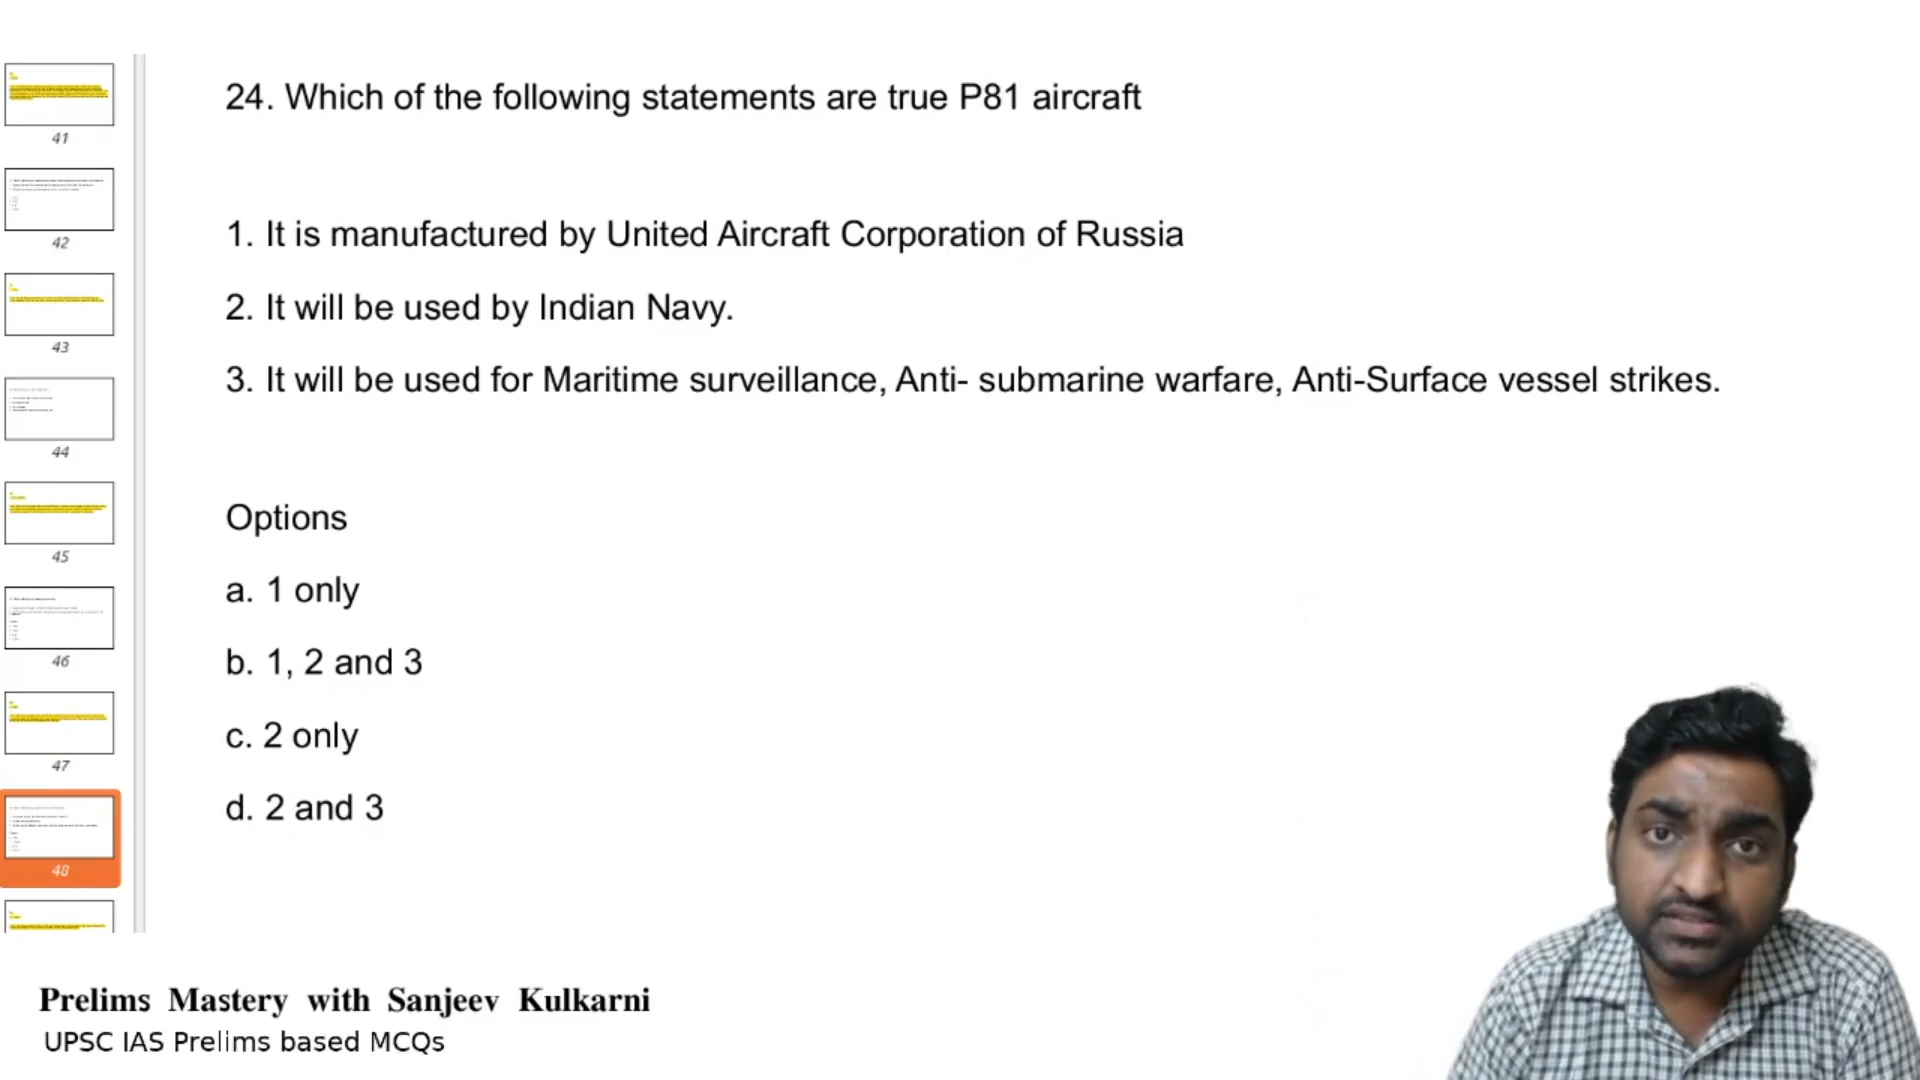 24. Which of the following statements are true P81 aircraft
1. It is manufactured by United Aircraft Corporation of Russia
2. It will be used by Indian Navy.
3. It will be used for Maritime surveillance, Anti- submarine warfare, Anti-Surface vessel strikes.
Options
a. 1 only
b. 1, 2 and 3
c. 2 only
d. 2 and 3
41
42
43
44
45
46
47
48
Prelims Mastery with Sanjeev Kulkarni
UPSC IAS Prelims based MCQs